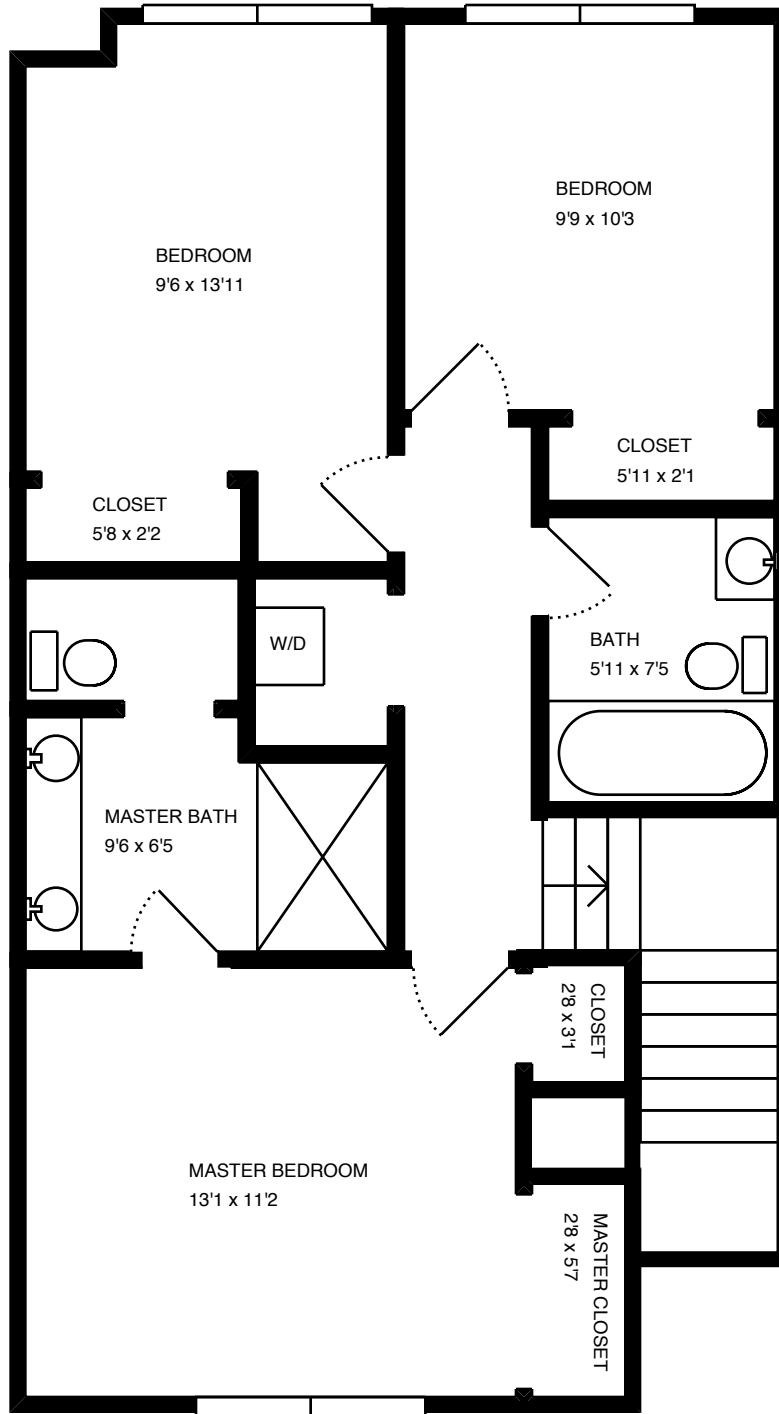 BEDROOM
9'9 x 10'3
BEDROOM
9'6 x 13'11
CLOSET
5'11 x 2'1
CLOSET
5'8 x 2'2
W/D
BATH
5'11 x 7'5
MASTER BATH
9'6 x 6'5
CLOSET
2'8 x 3'1
MASTER BEDROOM
13'1 x 11'2
MASTER CLOSET
2'8 x 5'7